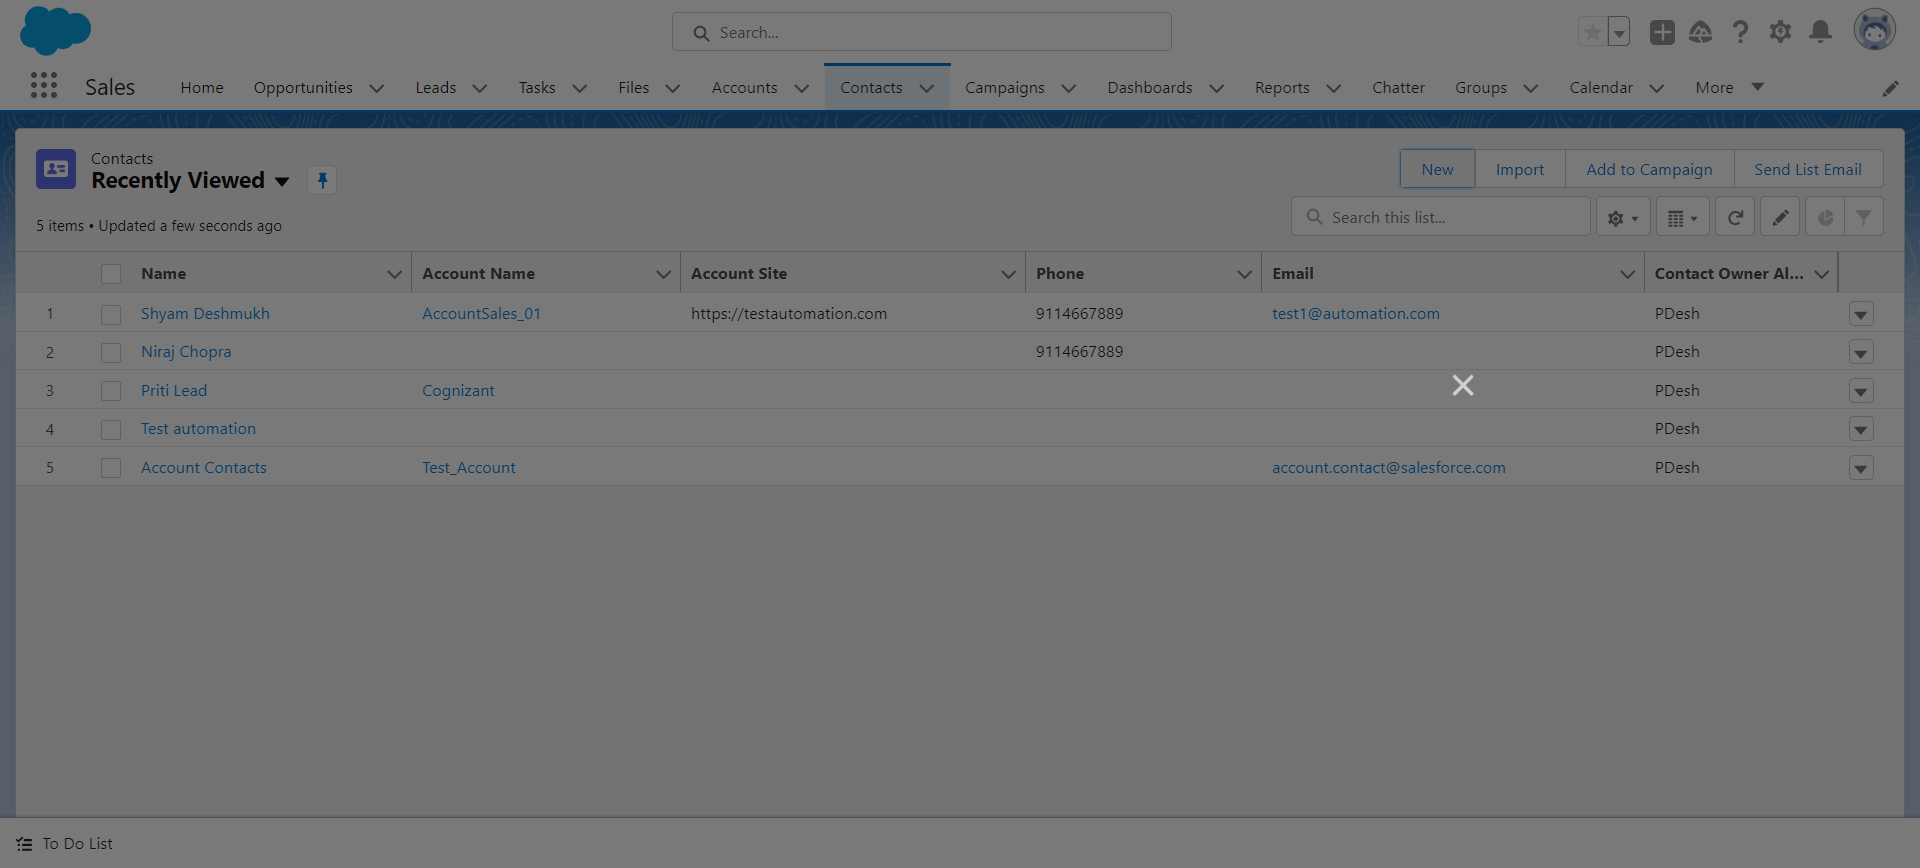 Search...
Sales
Home
Opportunities
Leads
Tasks
Files
Accounts
Contacts
Campaigns
Dashboards
Reports
Chatter
Groups
Calendar
More
Contacts
Recently Viewed
New
Import
Add to Campaign
Send List Email
5 items • Updated a few seconds ago
Search this list...
Name Account Name Account Site Phone Email Contact Owner Al...
1 Shyam Deshmukh AccountSales_01 https://testautomation.com 9114667889 test1@automation.com PDesh
2 Niraj Chopra 9114667889 PDesh
3 Priti Lead Cognizant PDesh
4 Test automation PDesh
5 Account Contacts Test_Account account.contact@salesforce.com PDesh
To Do List